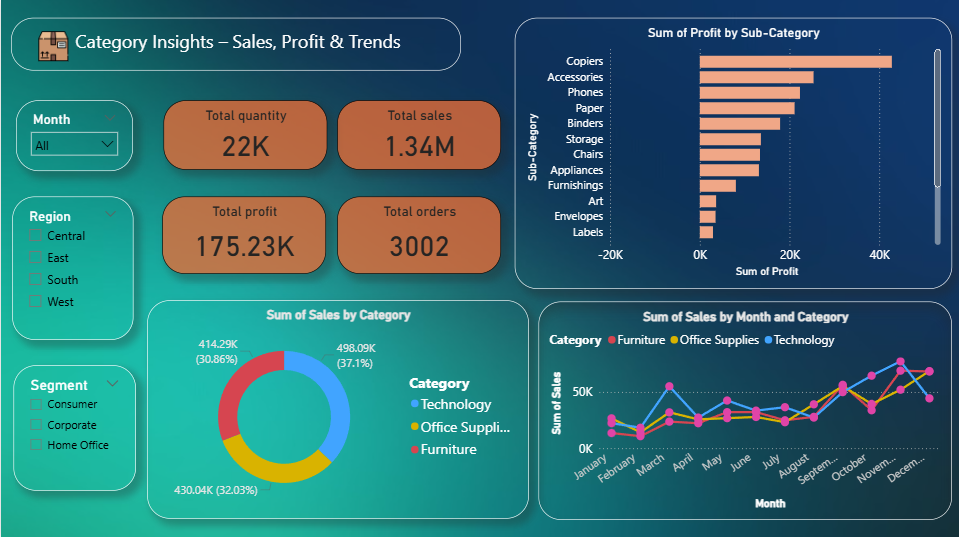 Category Insights – Sales, Profit & Trends
Month
All
Region
Central
East
South
West
Segment
Consumer
Corporate
Home Office
Total quantity
22K
Total sales
1.34M
Total profit
175.23K
Total orders
3002
Sum of Profit by Sub-Category
Sub-Category
Copiers
Accessories
Phones
Paper
Binders
Storage
Chairs
Appliances
Furnishings
Art
Envelopes
Labels
-20K
0K
20K
40K
Sum of Profit
Sum of Sales by Category
414.29K
(30.86%)
498.09K
(37.1%)
430.04K (32.03%)
Category
Technology
Office Suppli...
Furniture
Sum of Sales by Month and Category
Category Furniture Office Supplies Technology
Sum of Sales
50K
0K
January
February
March
April
May
June
July
August
Septem...
October
Novem...
Decem...
Month